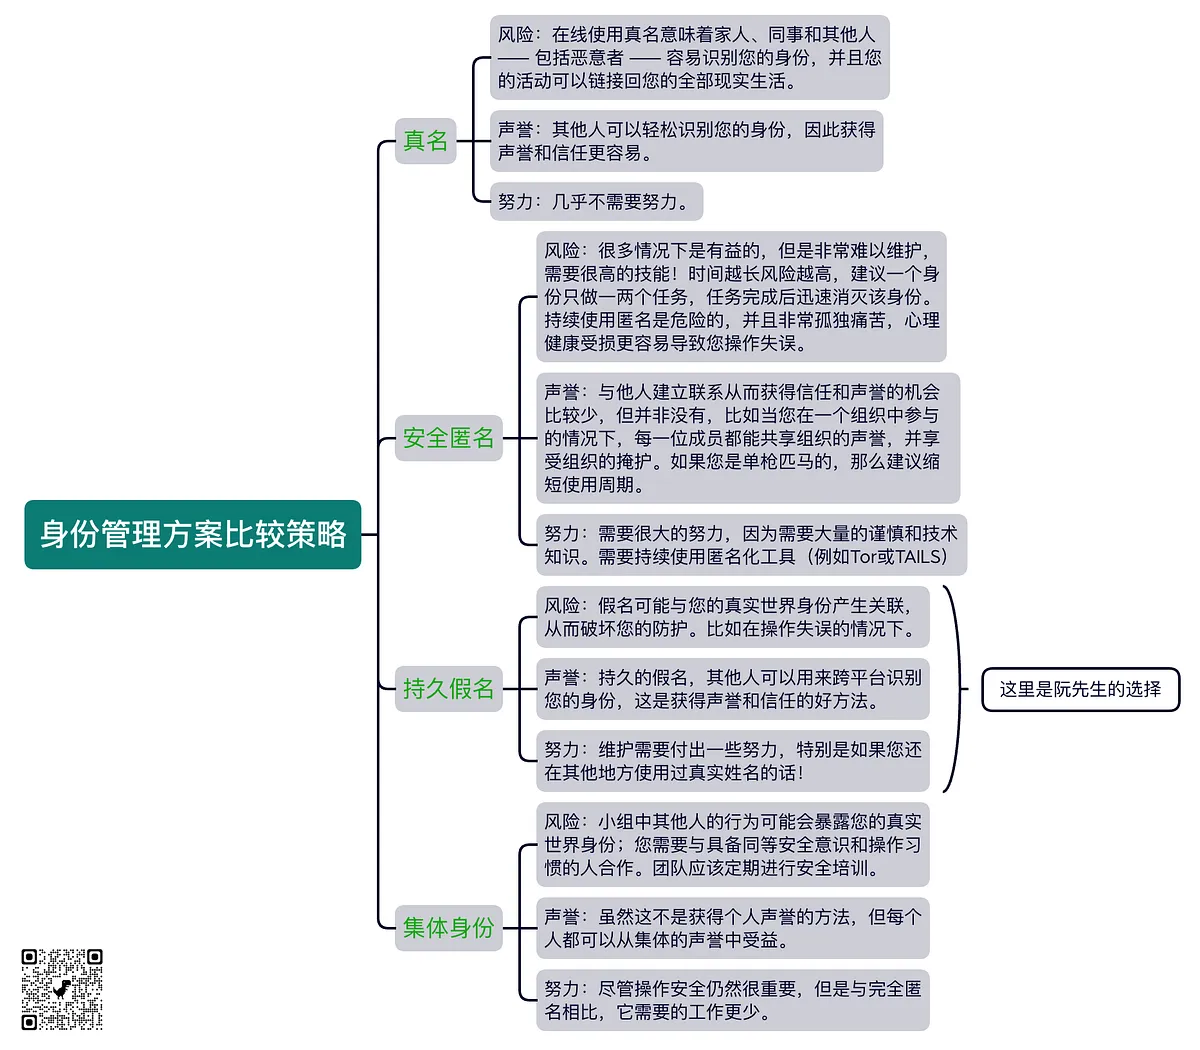 身份管理方案比较策略
真名
风险：在线使用真名意味着家人、同事和其他人
—— 包括恶意者 —— 容易识别您的身份，并且您
的活动可以链接回您的全部现实生活。
声誉：其他人可以轻松识别您的身份，因此获得
声誉和信任更容易。
努力：几乎不需要努力。
安全匿名
风险：很多情况下是有益的，但是非常难以维护，
需要很高的技能！时间越长风险越高，建议一个身
份只做一两个任务，任务完成后迅速消灭该身份。
持续使用匿名是危险的，并且非常孤独痛苦，心理
健康受损更容易导致您操作失误。
声誉：与他人建立联系从而获得信任和声誉的机会
比较少，但并非没有，比如当您在一个组织中参与
的情况下，每一位成员都能共享组织的声誉，并享
受组织的掩护。如果您是单枪匹马的，那么建议缩
短使用周期。
努力：需要很大的努力，因为需要大量的谨慎和技术
知识。需要持续使用匿名化工具（例如Tor或TAILS）
持久假名
风险：假名可能与您的真实世界身份产生关联，
从而破坏您的防护。比如在操作失误的情况下。
声誉：持久的假名，其他人可以用来跨平台识别
您的身份，这是获得声誉和信任的好方法。
努力：维护需要付出一些努力，特别是如果您还
在其他地方使用过真实姓名的话！
这里是阮先生的选择
集体身份
风险：小组中其他人的行为可能会暴露您的真实
世界身份；您需要与具备同等安全意识和操作习
惯的人合作。团队应该定期进行安全培训。
声誉：虽然这不是获得个人声誉的方法，但每个
人都可以从集体的声誉中受益。
努力：尽管操作安全仍然很重要，但是与完全匿
名相比，它需要的工作更少。